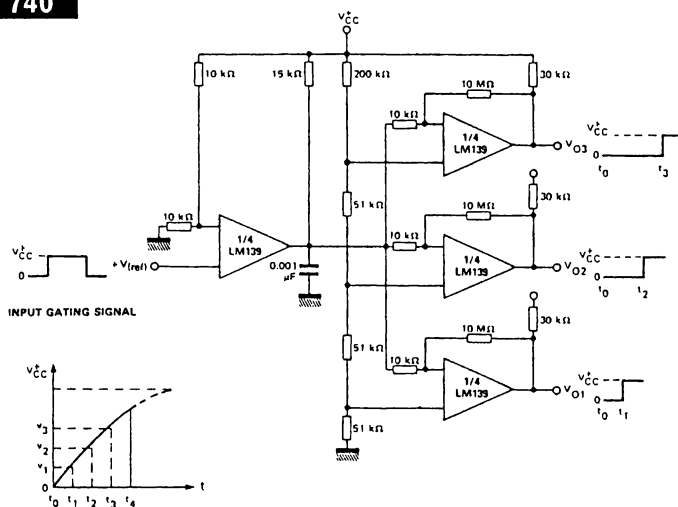 740
V⁺CC
10 kΩ
15 kΩ
200 kΩ
10 MΩ
30 kΩ
10 kΩ
1/4
LM139
VO3
V⁺CC
0
t0
t3
51 kΩ
10 kΩ
1/4
LM139
V⁺CC
0
+V(ref)
0.001
μF
INPUT GATING SIGNAL
10 MΩ
30 kΩ
10 kΩ
1/4
LM139
VO2
V⁺CC
0
t0
t2
51 kΩ
10 MΩ
30 kΩ
10 kΩ
1/4
LM139
VO1
V⁺CC
0
t0
t1
51 kΩ
V⁺CC
v3
v2
v1
0
t0 t1 t2 t3 t4
t